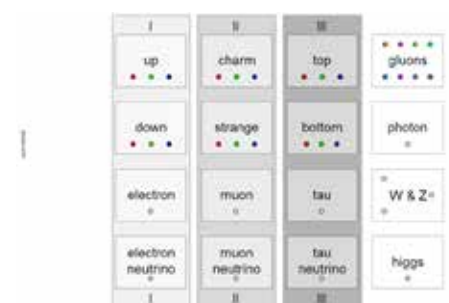 I II III
up charm top gluons
down strange bottom photon
electron muon tau W & Z
electron muon tau higgs
neutrino neutrino neutrino
I II III